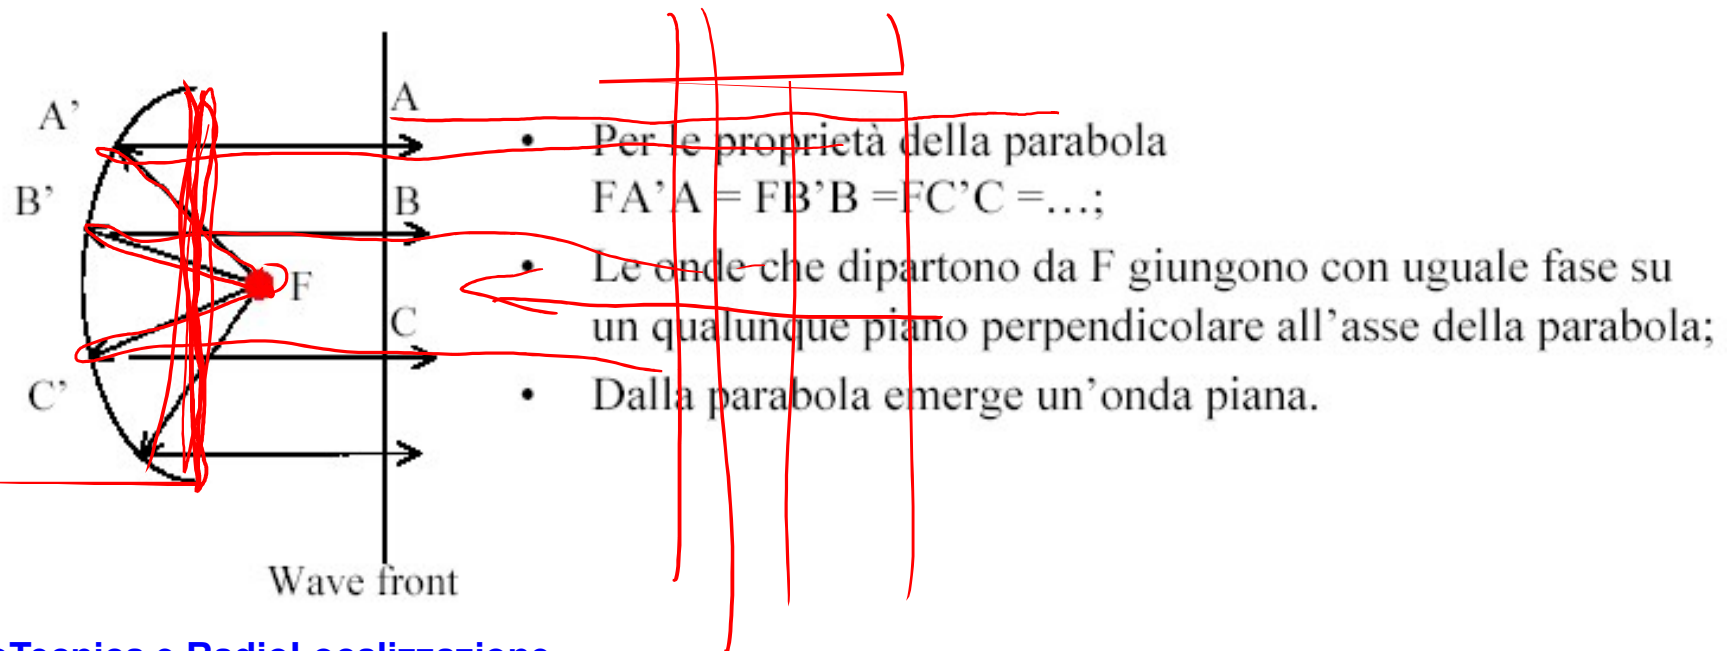 A
A’
• Per le proprietà della parabola
B’
B
FA’A = FB’B =FC’C =…;
• Le onde che dipartono da F giungono con uguale fase su
F
C
un qualunque piano perpendicolare all’asse della parabola;
C’
• Dalla parabola emerge un’onda piana.
Wave front
e RadioLocalizzazione